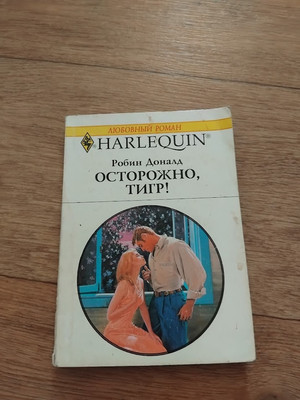 ЛЮБОВНЫЙ РОМАН
HARLEQUIN®
Робин Доналд
ОСТОРОЖНО,
ТИГР!